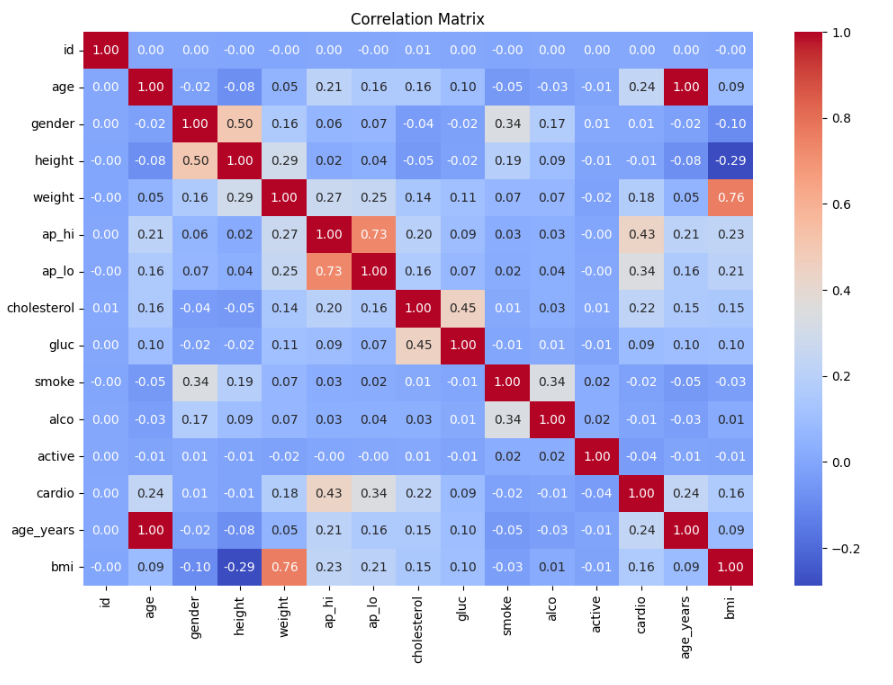 Correlation Matrix
id 1.00 0.00 0.00 -0.00 -0.00 0.00 -0.00 0.01 0.00 -0.00 0.00 0.00 0.00 0.00 -0.00
age 0.00 1.00 -0.02 -0.08 0.05 0.21 0.16 0.16 0.10 -0.05 -0.03 -0.01 0.24 1.00 0.09
gender 0.00 -0.02 1.00 0.50 0.16 0.06 0.07 -0.04 -0.02 0.34 0.17 0.01 0.01 -0.02 -0.10
height -0.00 -0.08 0.50 1.00 0.29 0.02 0.04 -0.05 -0.02 0.19 0.09 -0.01 -0.01 -0.08 -0.29
weight -0.00 0.05 0.16 0.29 1.00 0.27 0.25 0.14 0.11 0.07 0.07 -0.02 0.18 0.05 0.76
ap_hi 0.00 0.21 0.06 0.02 0.27 1.00 0.73 0.20 0.09 0.03 0.03 -0.00 0.43 0.21 0.23
ap_lo -0.00 0.16 0.07 0.04 0.25 0.73 1.00 0.16 0.07 0.02 0.04 -0.00 0.34 0.16 0.21
cholesterol 0.01 0.16 -0.04 -0.05 0.14 0.20 0.16 1.00 0.45 0.01 0.03 0.01 0.22 0.15 0.15
gluc 0.00 0.10 -0.02 -0.02 0.11 0.09 0.07 0.45 1.00 -0.01 0.01 -0.01 0.09 0.10 0.10
smoke -0.00 -0.05 0.34 0.19 0.07 0.03 0.02 0.01 -0.01 1.00 0.34 0.02 -0.02 -0.05 -0.03
alco 0.00 -0.03 0.17 0.09 0.07 0.03 0.04 0.03 0.01 0.34 1.00 0.02 -0.01 -0.03 0.01
active 0.00 -0.01 0.01 -0.01 -0.02 -0.00 -0.00 0.01 -0.01 0.02 0.02 1.00 -0.04 -0.01 -0.01
cardio 0.00 0.24 0.01 -0.01 0.18 0.43 0.34 0.22 0.09 -0.02 -0.01 -0.04 1.00 0.24 0.16
age_years 0.00 1.00 -0.02 -0.08 0.05 0.21 0.16 0.15 0.10 -0.05 -0.03 -0.01 0.24 1.00 0.09
bmi -0.00 0.09 -0.10 -0.29 0.76 0.23 0.21 0.15 0.10 -0.03 0.01 -0.01 0.16 0.09 1.00
id age gender height weight ap_hi ap_lo cholesterol gluc smoke alco active cardio age_years bmi
1.0
0.8
0.6
0.4
0.2
0.0
−0.2